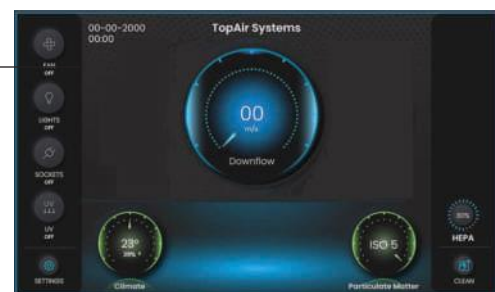 00-00-2000
00:00
TopAir Systems
FAN
OFF
LIGHTS
OFF
SOCKETS
OFF
UV
UV
OFF
SETTINGS
00
m/s
Downflow
23°
Climate
ISO 5
Particulate Matter
HEPA
CLEAN